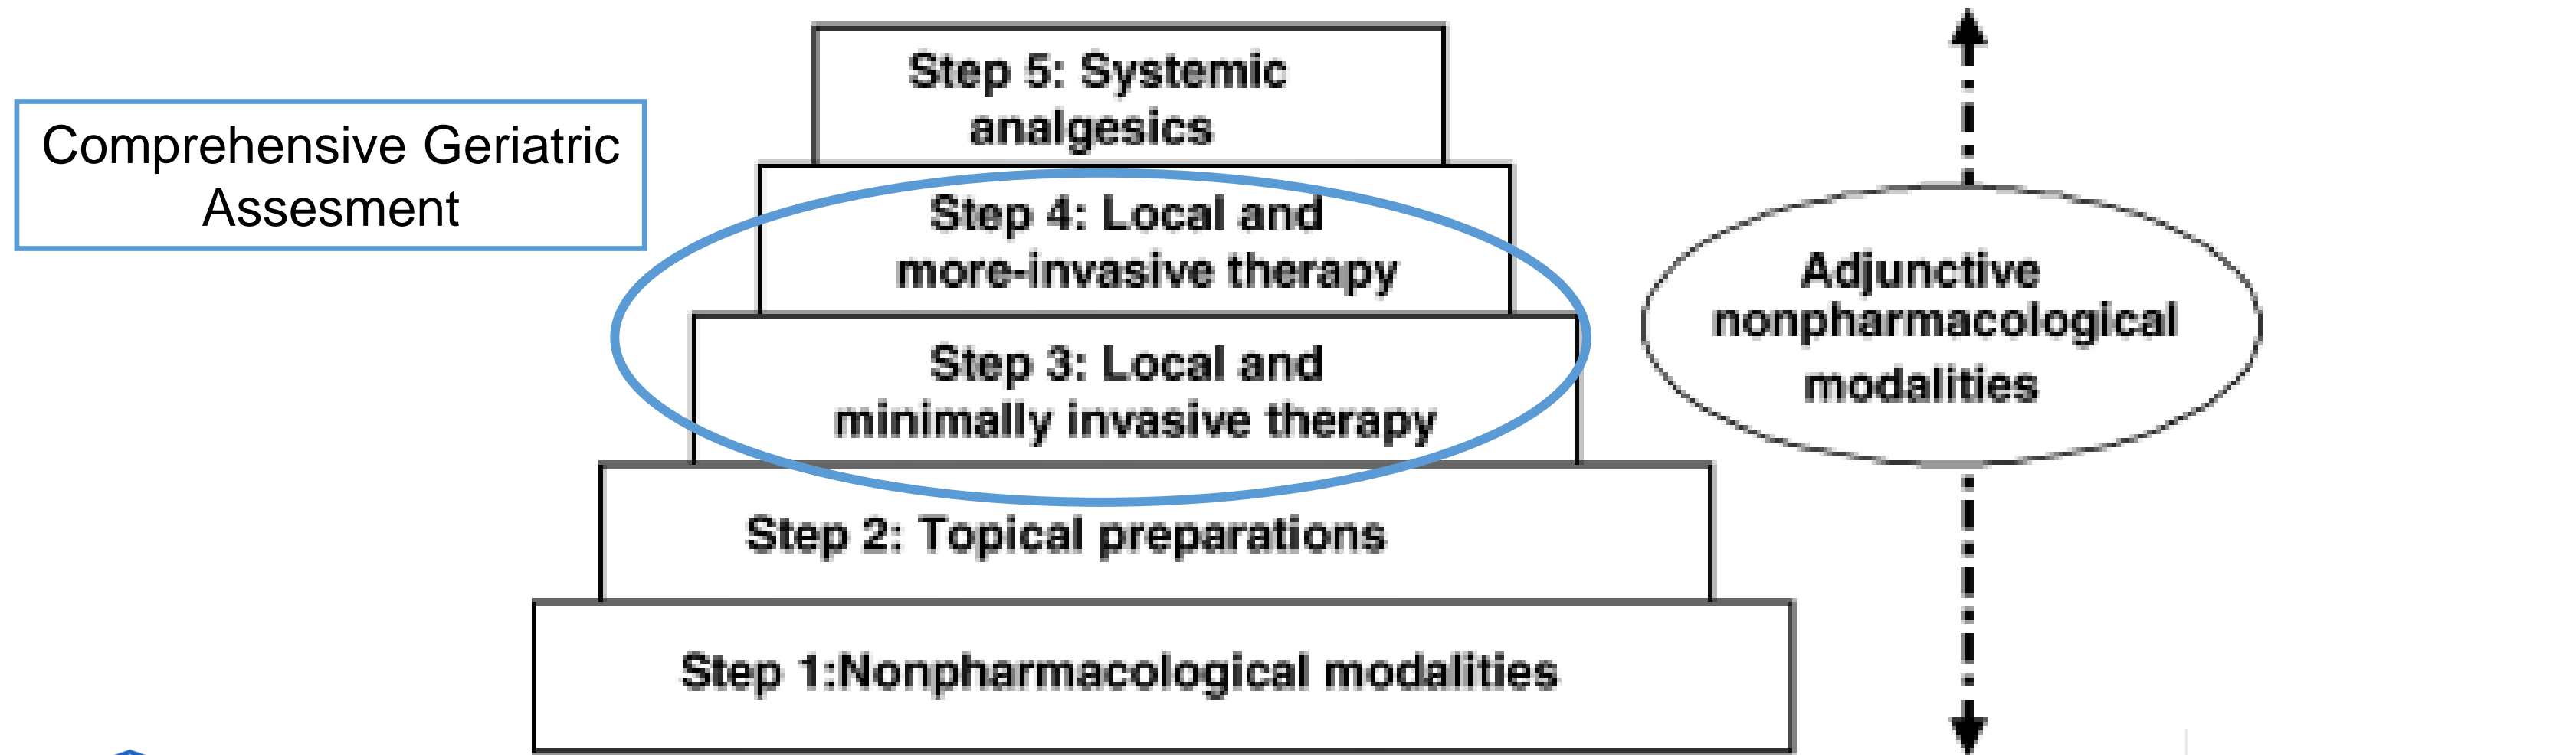 Comprehensive Geriatric
Assesment
Step 5: Systemic
analgesics
Step 4: Local and
more-invasive therapy
Step 3: Local and
minimally invasive therapy
Step 2: Topical preparations
Step 1:Nonpharmacological modalities
Adjunctive
nonpharmacological
modalities